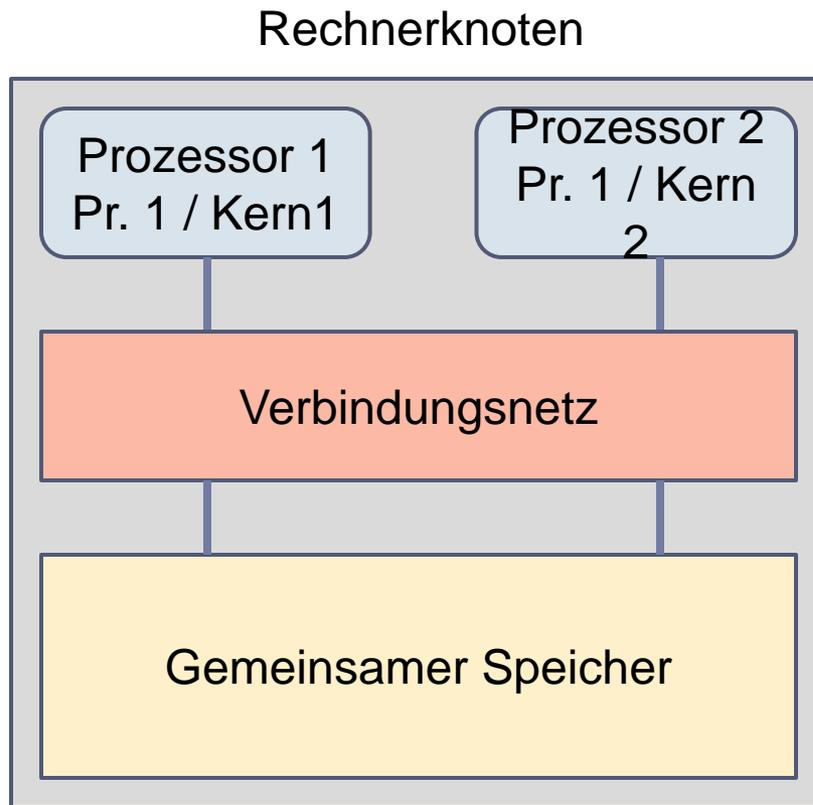 Rechnerknoten
Prozessor 1
Pr. 1 / Kern1
Prozessor 2
Pr. 1 / Kern
2
Verbindungsnetz
Gemeinsamer Speicher